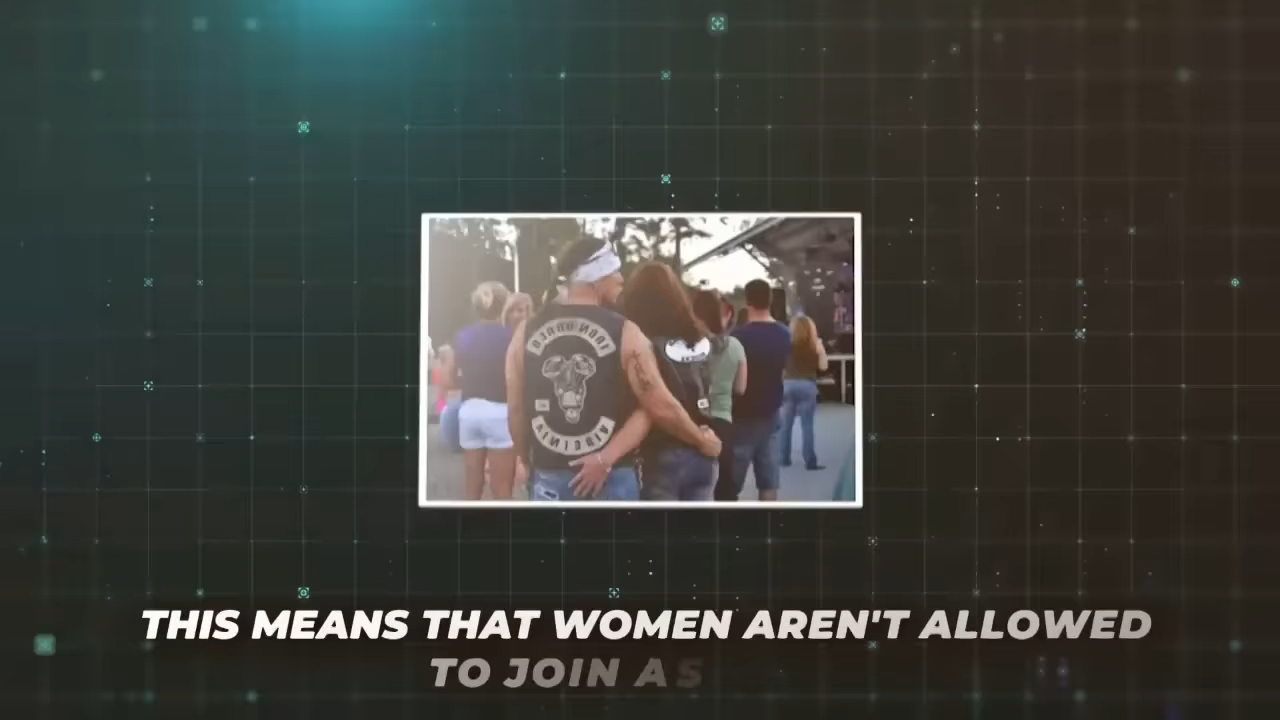 IRON ORDER
VIRGINIA
THIS MEANS THAT WOMEN AREN'T ALLOWED
TO JOIN AS